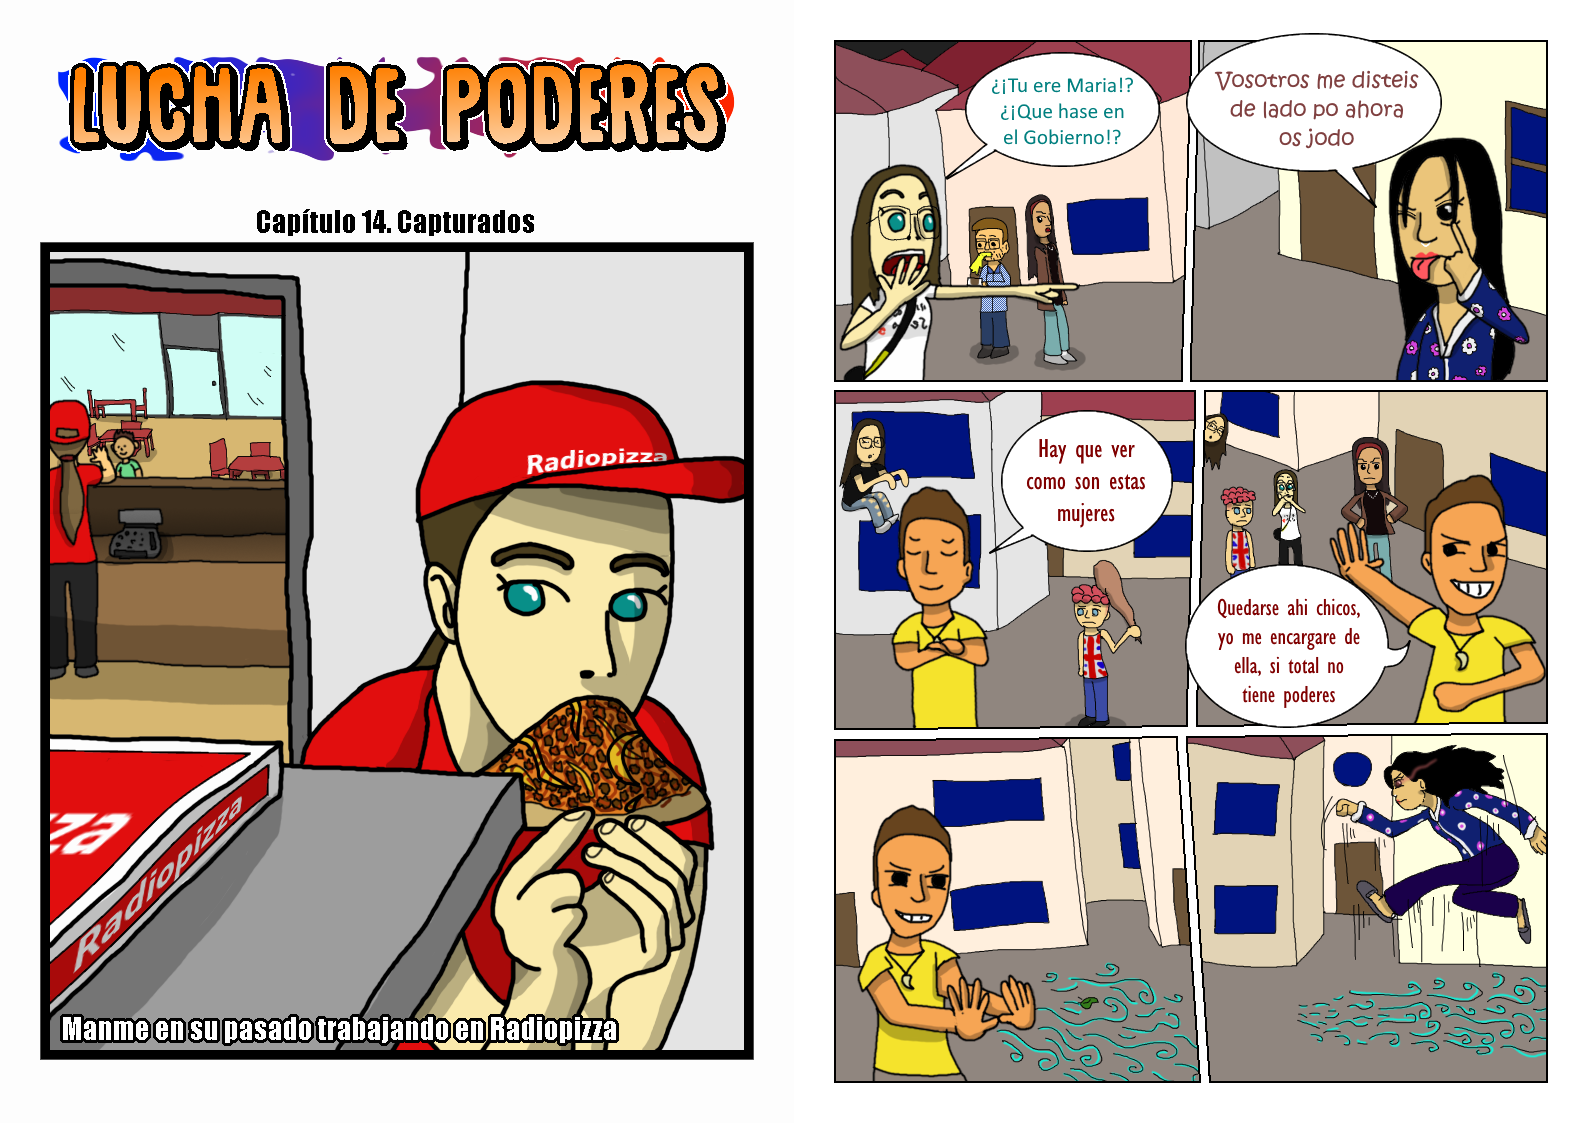 LUCHA DE PODERES
Capítulo 14. Capturados
Radiopizza
zza
Radiopizza
Manme en su pasado trabajando en Radiopizza
¿¡Tu ere Maria!?
¿¡Que hase en
el Gobierno!?
Vosotros me disteis
de lado po ahora
os jodo
Hay que ver
como son estas
mujeres
Quedarse ahi chicos,
yo me encargare de
ella, si total no
tiene poderes